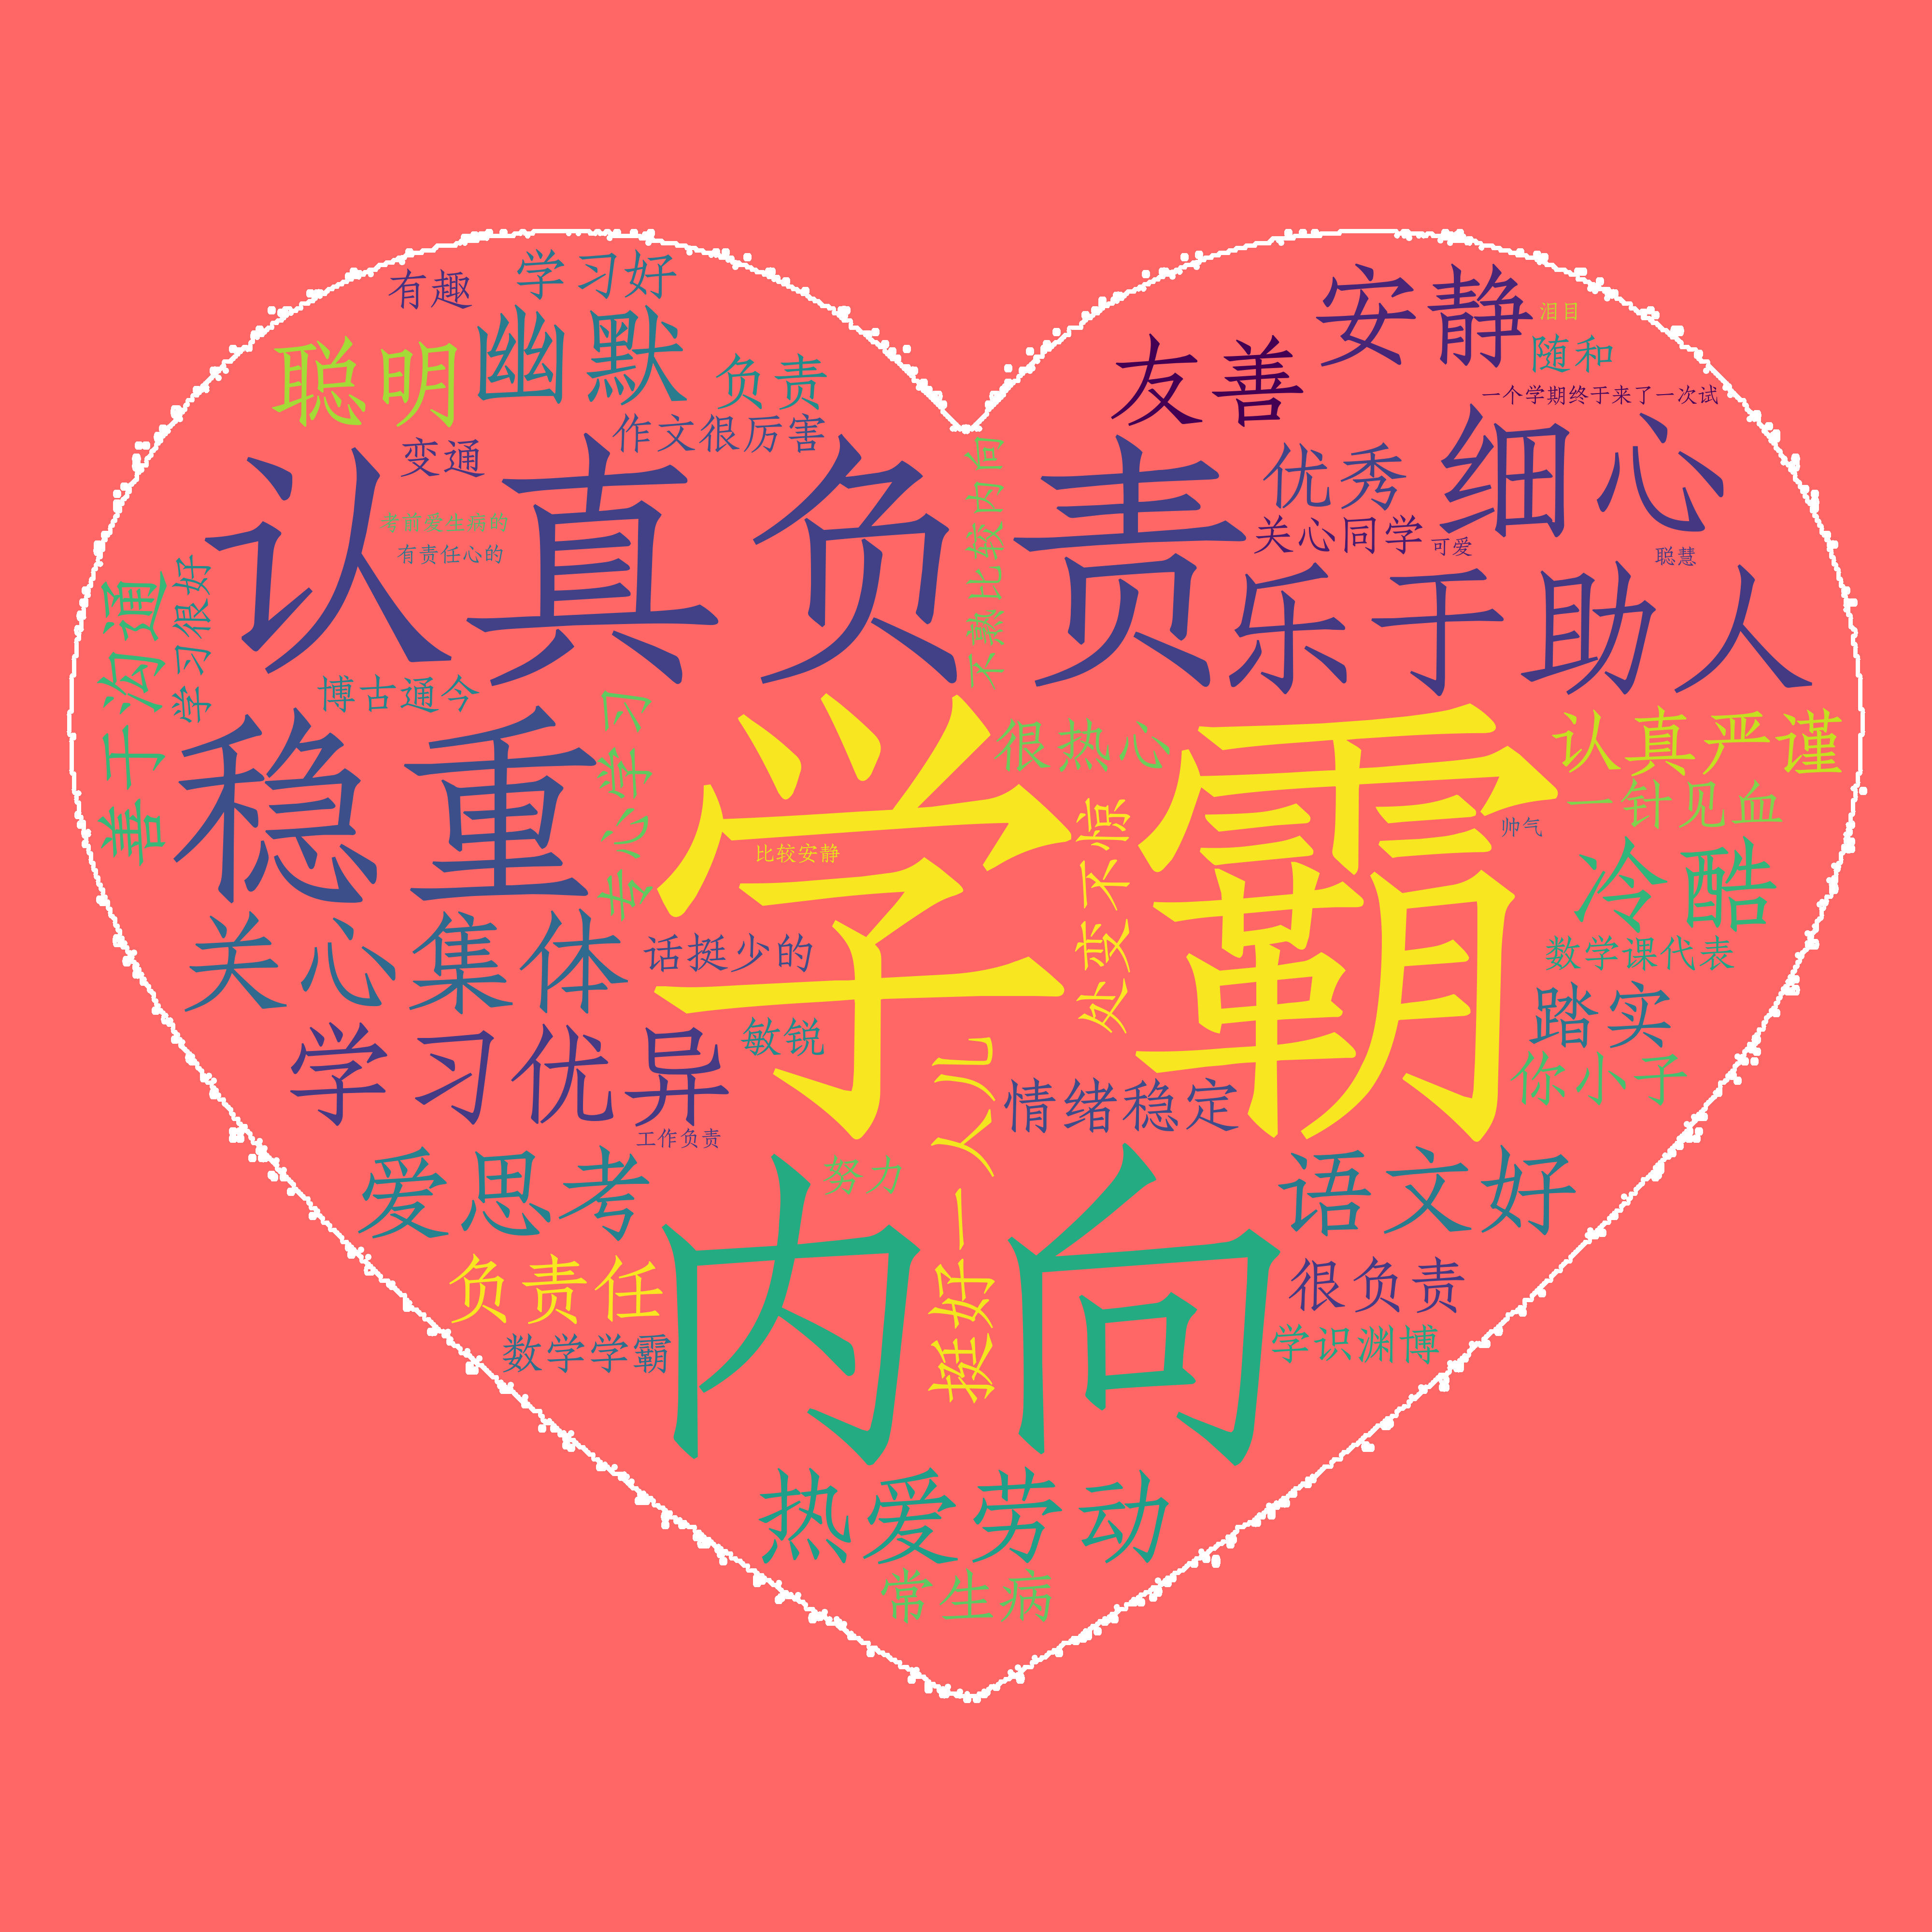 有趣
学习好
安静
泪目
聪明
幽默
负责
友善
随和
一个学期终于来了一次试
变通
作文很厉害
优秀
细心
认真负责
考前爱生病的
有责任心的
不熟比较内向
关心同学
可爱
聪慧
善于沟通
学习很好
乐于助人
博古通今
稳重
关心学习
学霸
很热心
认真严谨
一针见血
比较安静
处变不惊
帅气
冷酷
关心集体
话挺少的
数学课代表
学习优异
敏锐
踏实
你小子
情绪稳定
工作负责
挺好一人儿
爱思考
努力
内向
语文好
负责任
很负责
数学学霸
学识渊博
热爱劳动
常生病